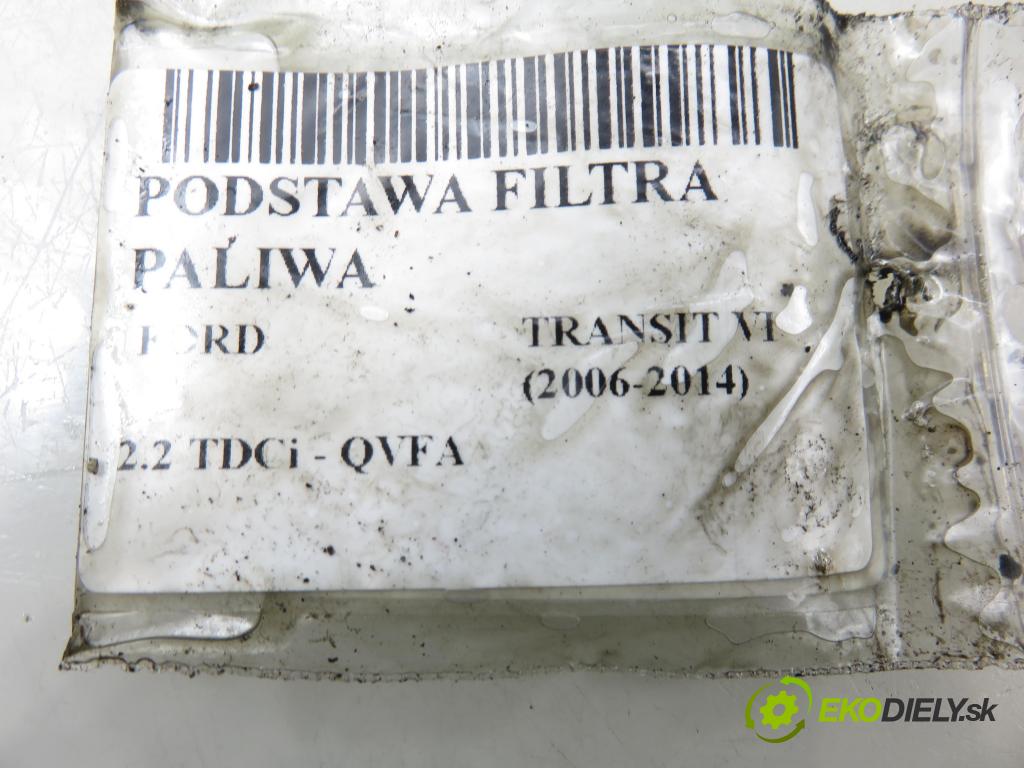 PODSTAWA FILTRA
PALIWA
FORD TRANSIT VI
(2006-2014)
2.2 TDCi - QVFA
EKODIELY.sk